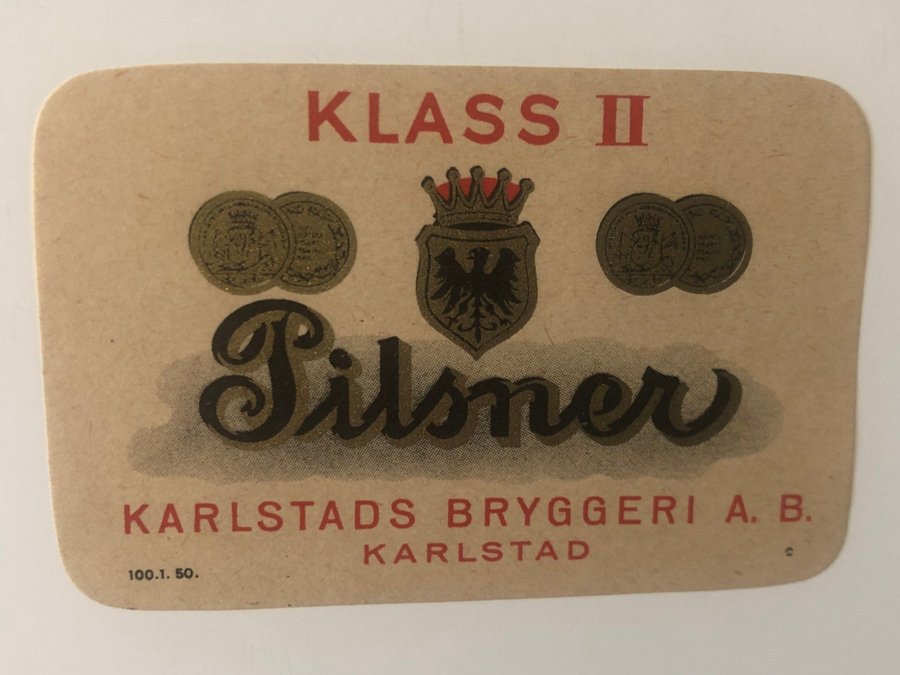 KLASS II
Pilsner
KARLSTADS BRYGGERI A. B.
KARLSTAD
100.1. 50.